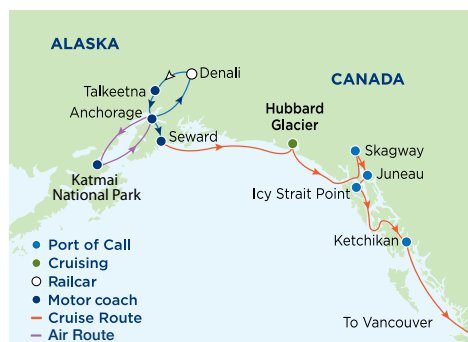 ALASKA
CANADA
Denali
Talkeetna
Anchorage
Seward
Hubbard
Glacier
Skagway
Juneau
Icy Strait Point
Katmai
National Park
Ketchikan
To Vancouver
Port of Call
Cruising
Railcar
Motor coach
Cruise Route
Air Route